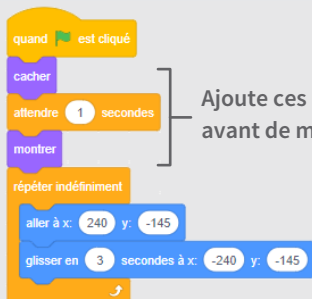 quand est cliqué
cacher
attendre 1 secondes
montrer
Ajoute ces
avant de m
répéter indéfiniment
aller à x: 240 y: -145
glisser en 3 secondes à x: -240 y: -145